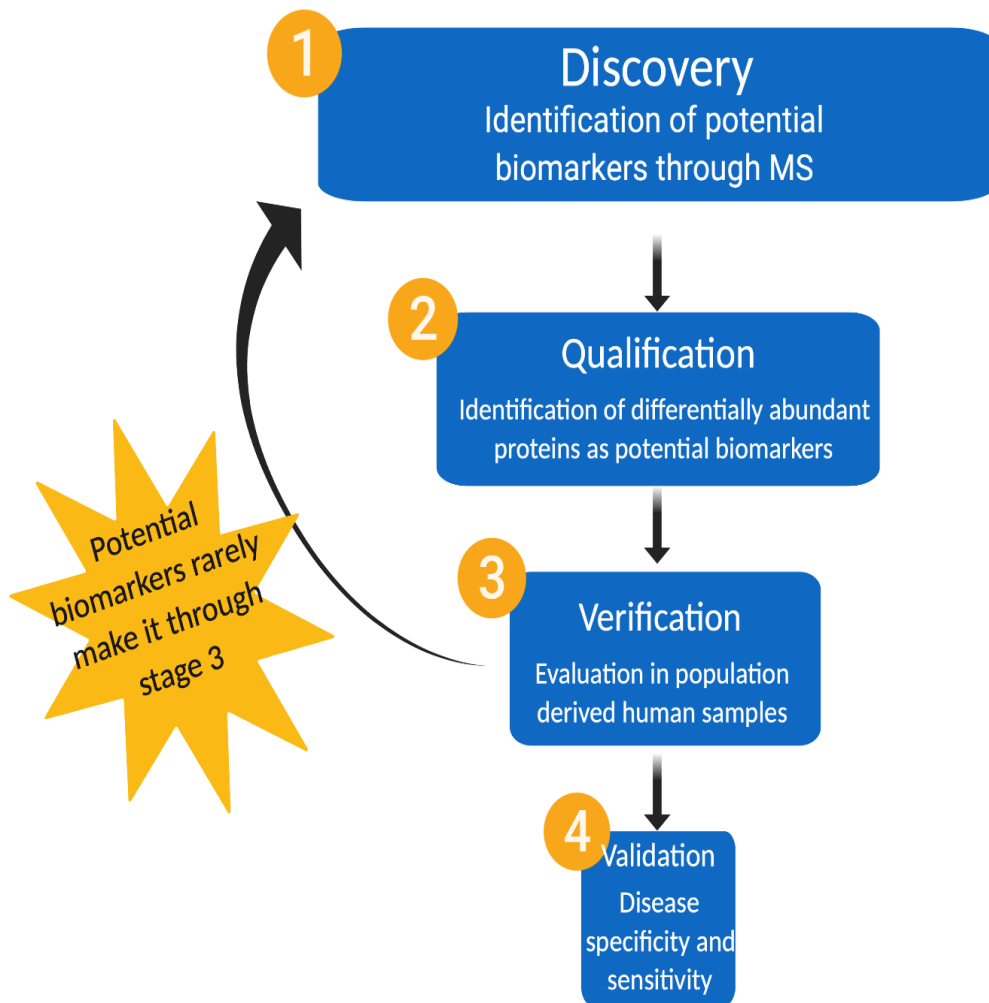 1
Discovery
Identification of potential
biomarkers through MS
2
Qualification
Identification of differentially abundant
proteins as potential biomarkers
Potential
biomarkers rarely
make it through
stage 3
3
Verification
Evaluation in population
derived human samples
4
Validation
Disease
specificity and
sensitivity